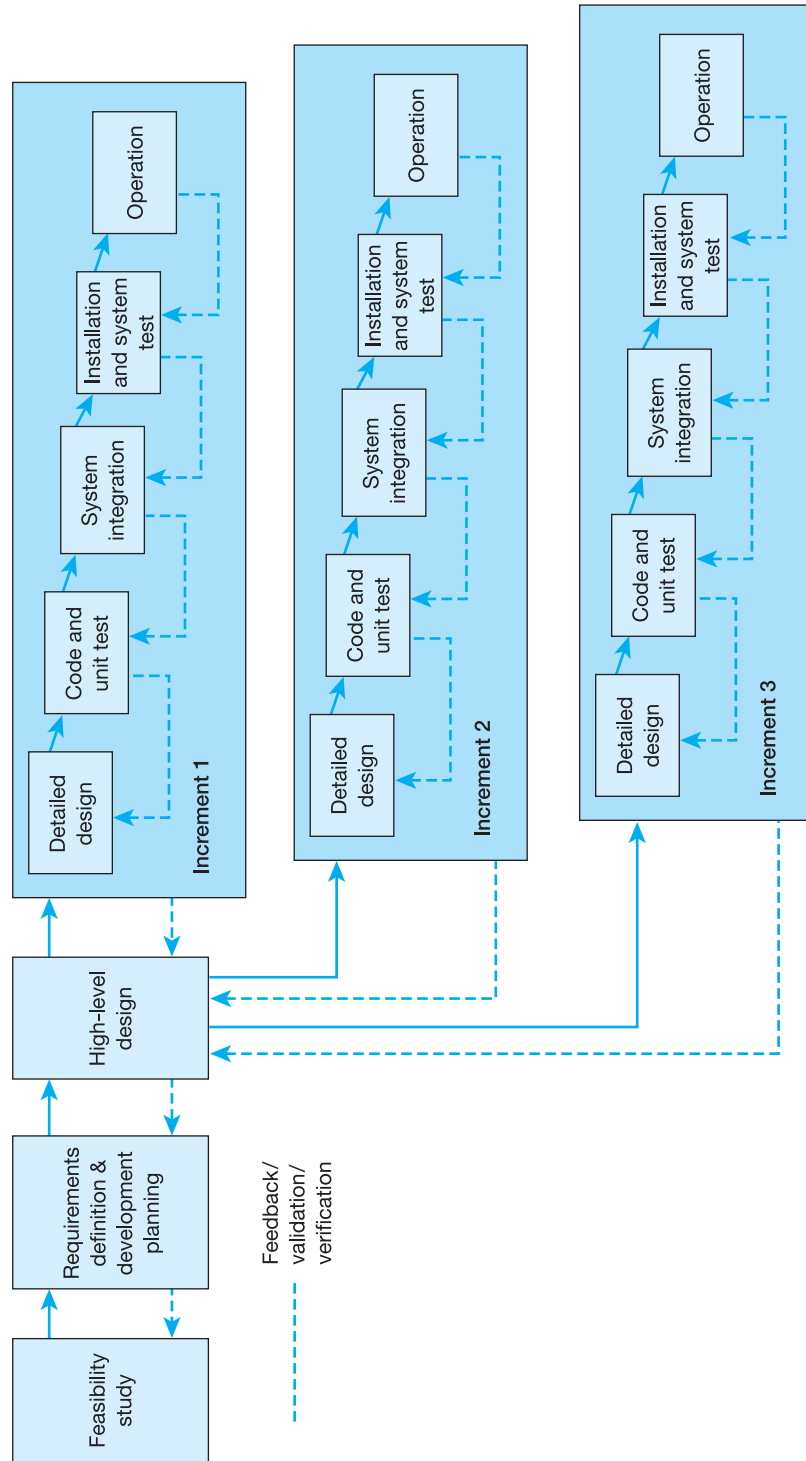 Feasibility
study
Requirements
definition &
development
planning
High-level
design
Detailed
design
Code and
unit test
System
integration
Installation
and system
test
Operation
Increment 1
Detailed
design
Code and
unit test
System
integration
Installation
and system
test
Operation
Increment 2
Detailed
design
Code and
unit test
System
integration
Installation
and system
test
Operation
Increment 3
Feedback/
validation/
verification